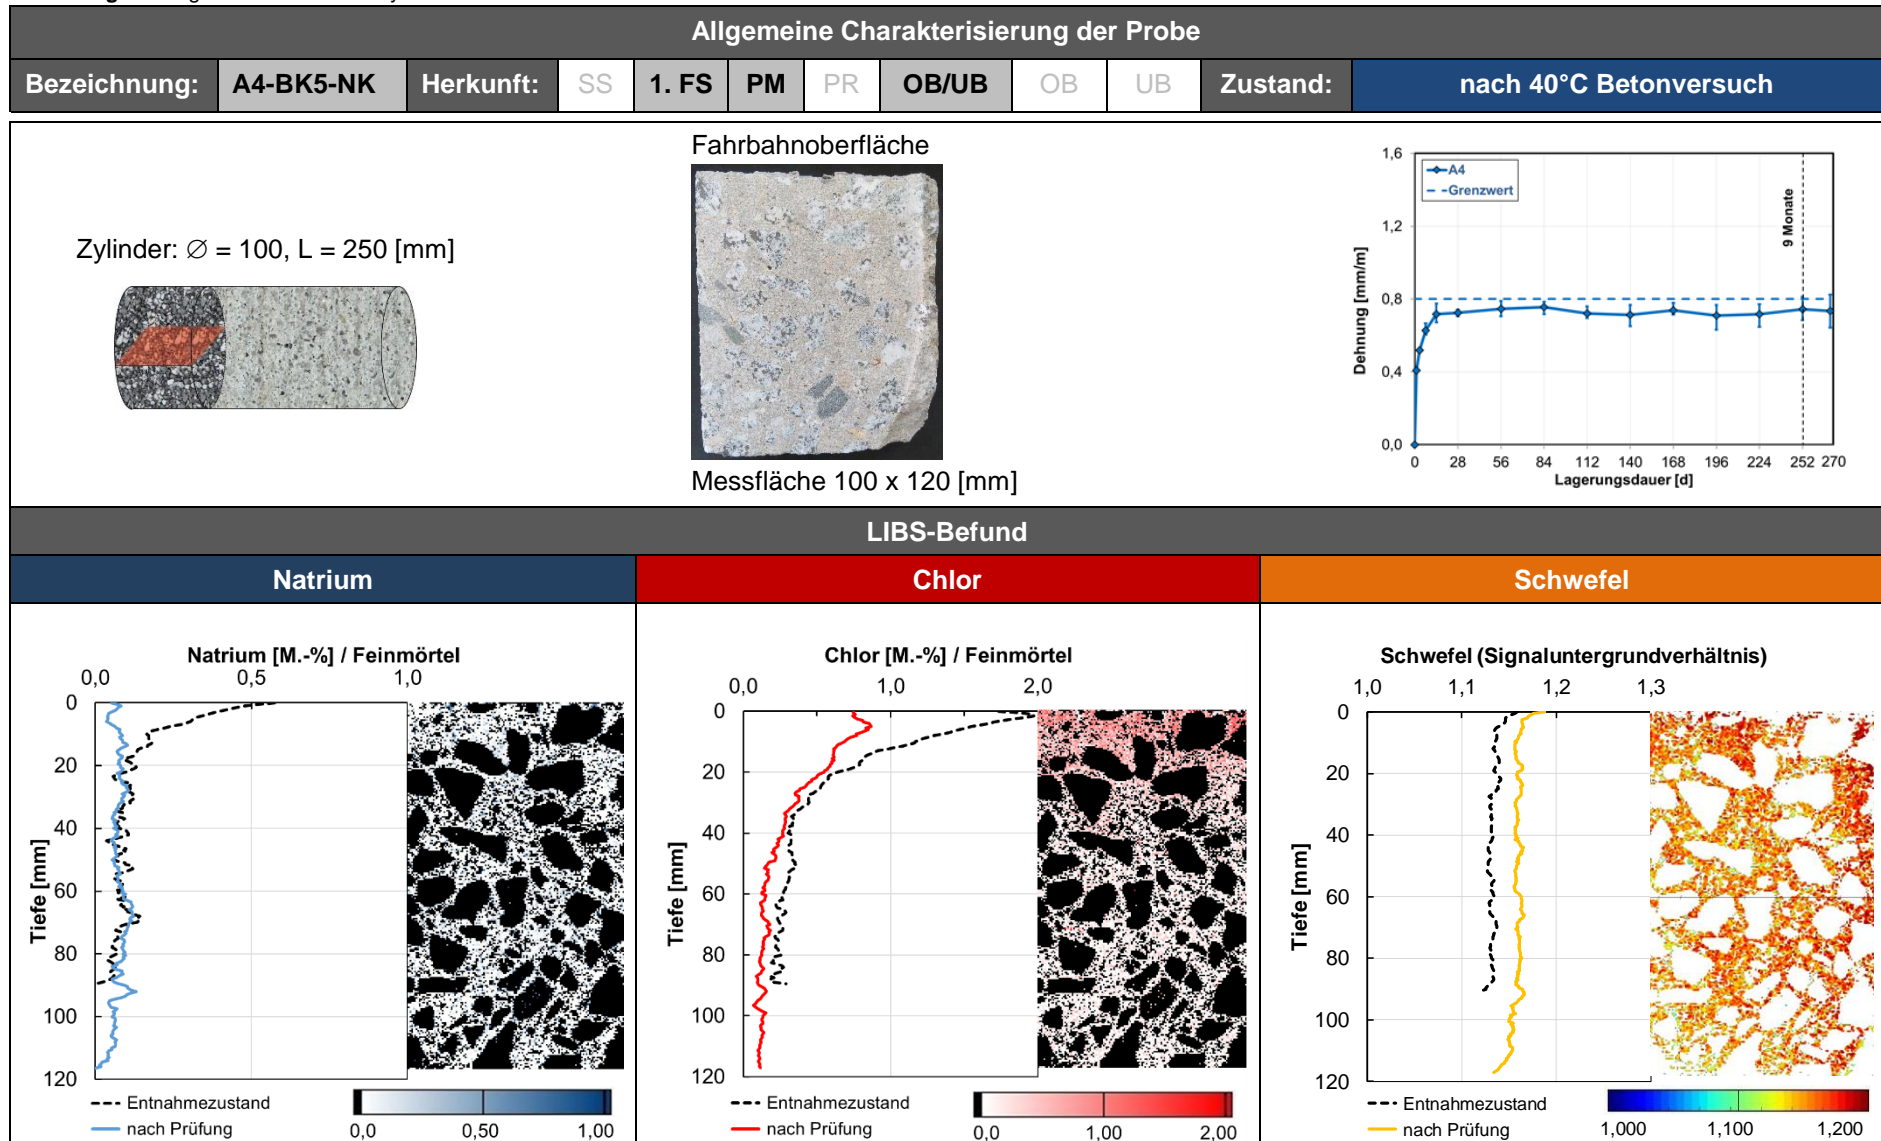 Allgemeine Charakterisierung der Probe
Bezeichnung: A4-BK5-NK Herkunft: SS 1. FS PM PR OB/UB OB UB Zustand: nach 40°C Betonversuch
Fahrbahnoberfläche
Zylinder: ∅ = 100, L = 250 [mm]
Messfläche 100 x 120 [mm]
1,6
1,2
0,8
0,4
0,0
Dehnung [mm/m]
A4
Grenzwert
9 Monate
0 28 56 84 112 140 168 196 224 252 270
Lagerungsdauer [d]
LIBS-Befund
Natrium
Chlor
Schwefel
Natrium [M.-%] / Feinmörtel
0,0 0,5 1,0
0
20
40
60
80
100
120
Tiefe [mm]
Entnahmezustand
nach Prüfung
0,0 0,50 1,00
Chlor [M.-%] / Feinmörtel
0,0 1,0 2,0
0
20
40
60
80
100
120
Tiefe [mm]
Entnahmezustand
nach Prüfung
0,0 1,00 2,00
Schwefel (Signaluntergrundverhältnis)
1,0 1,1 1,2 1,3
0
20
40
60
80
100
120
Tiefe [mm]
Entnahmezustand
nach Prüfung
1,000 1,100 1,200